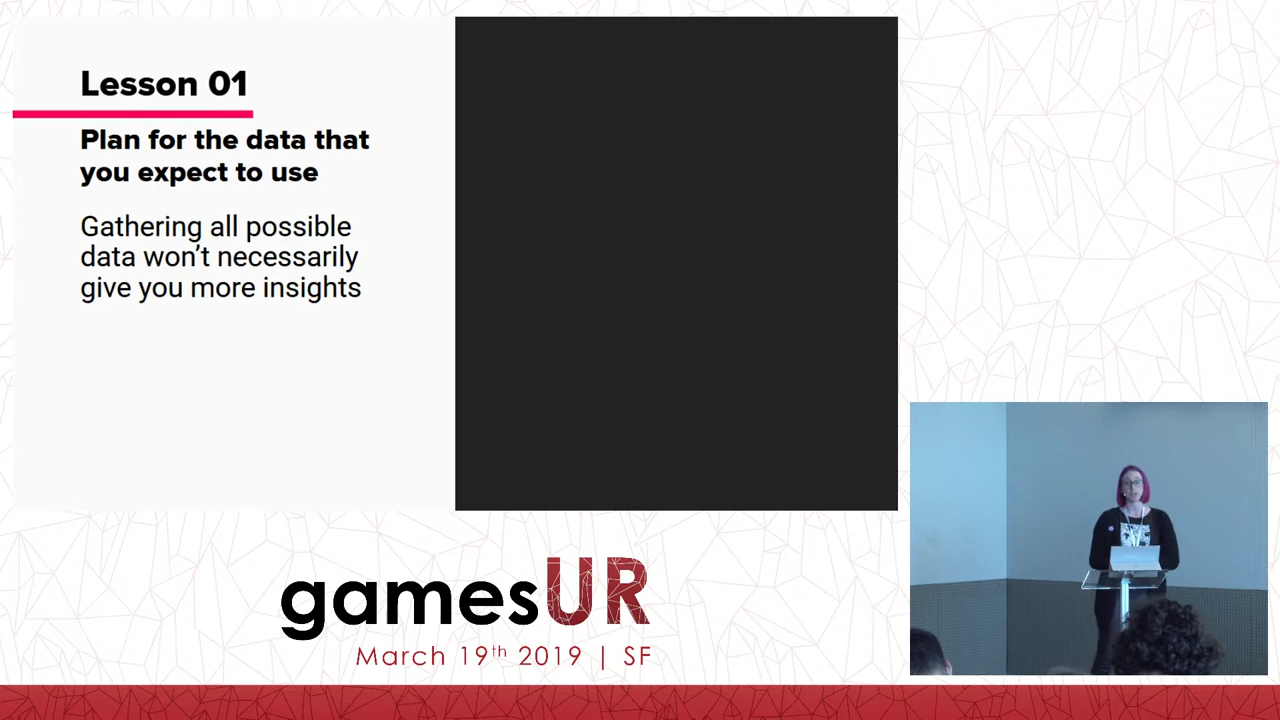 Lesson 01
Plan for the data that
you expect to use
Gathering all possible
data won’t necessarily
give you more insights
gamesUR
March 19th 2019 | SF